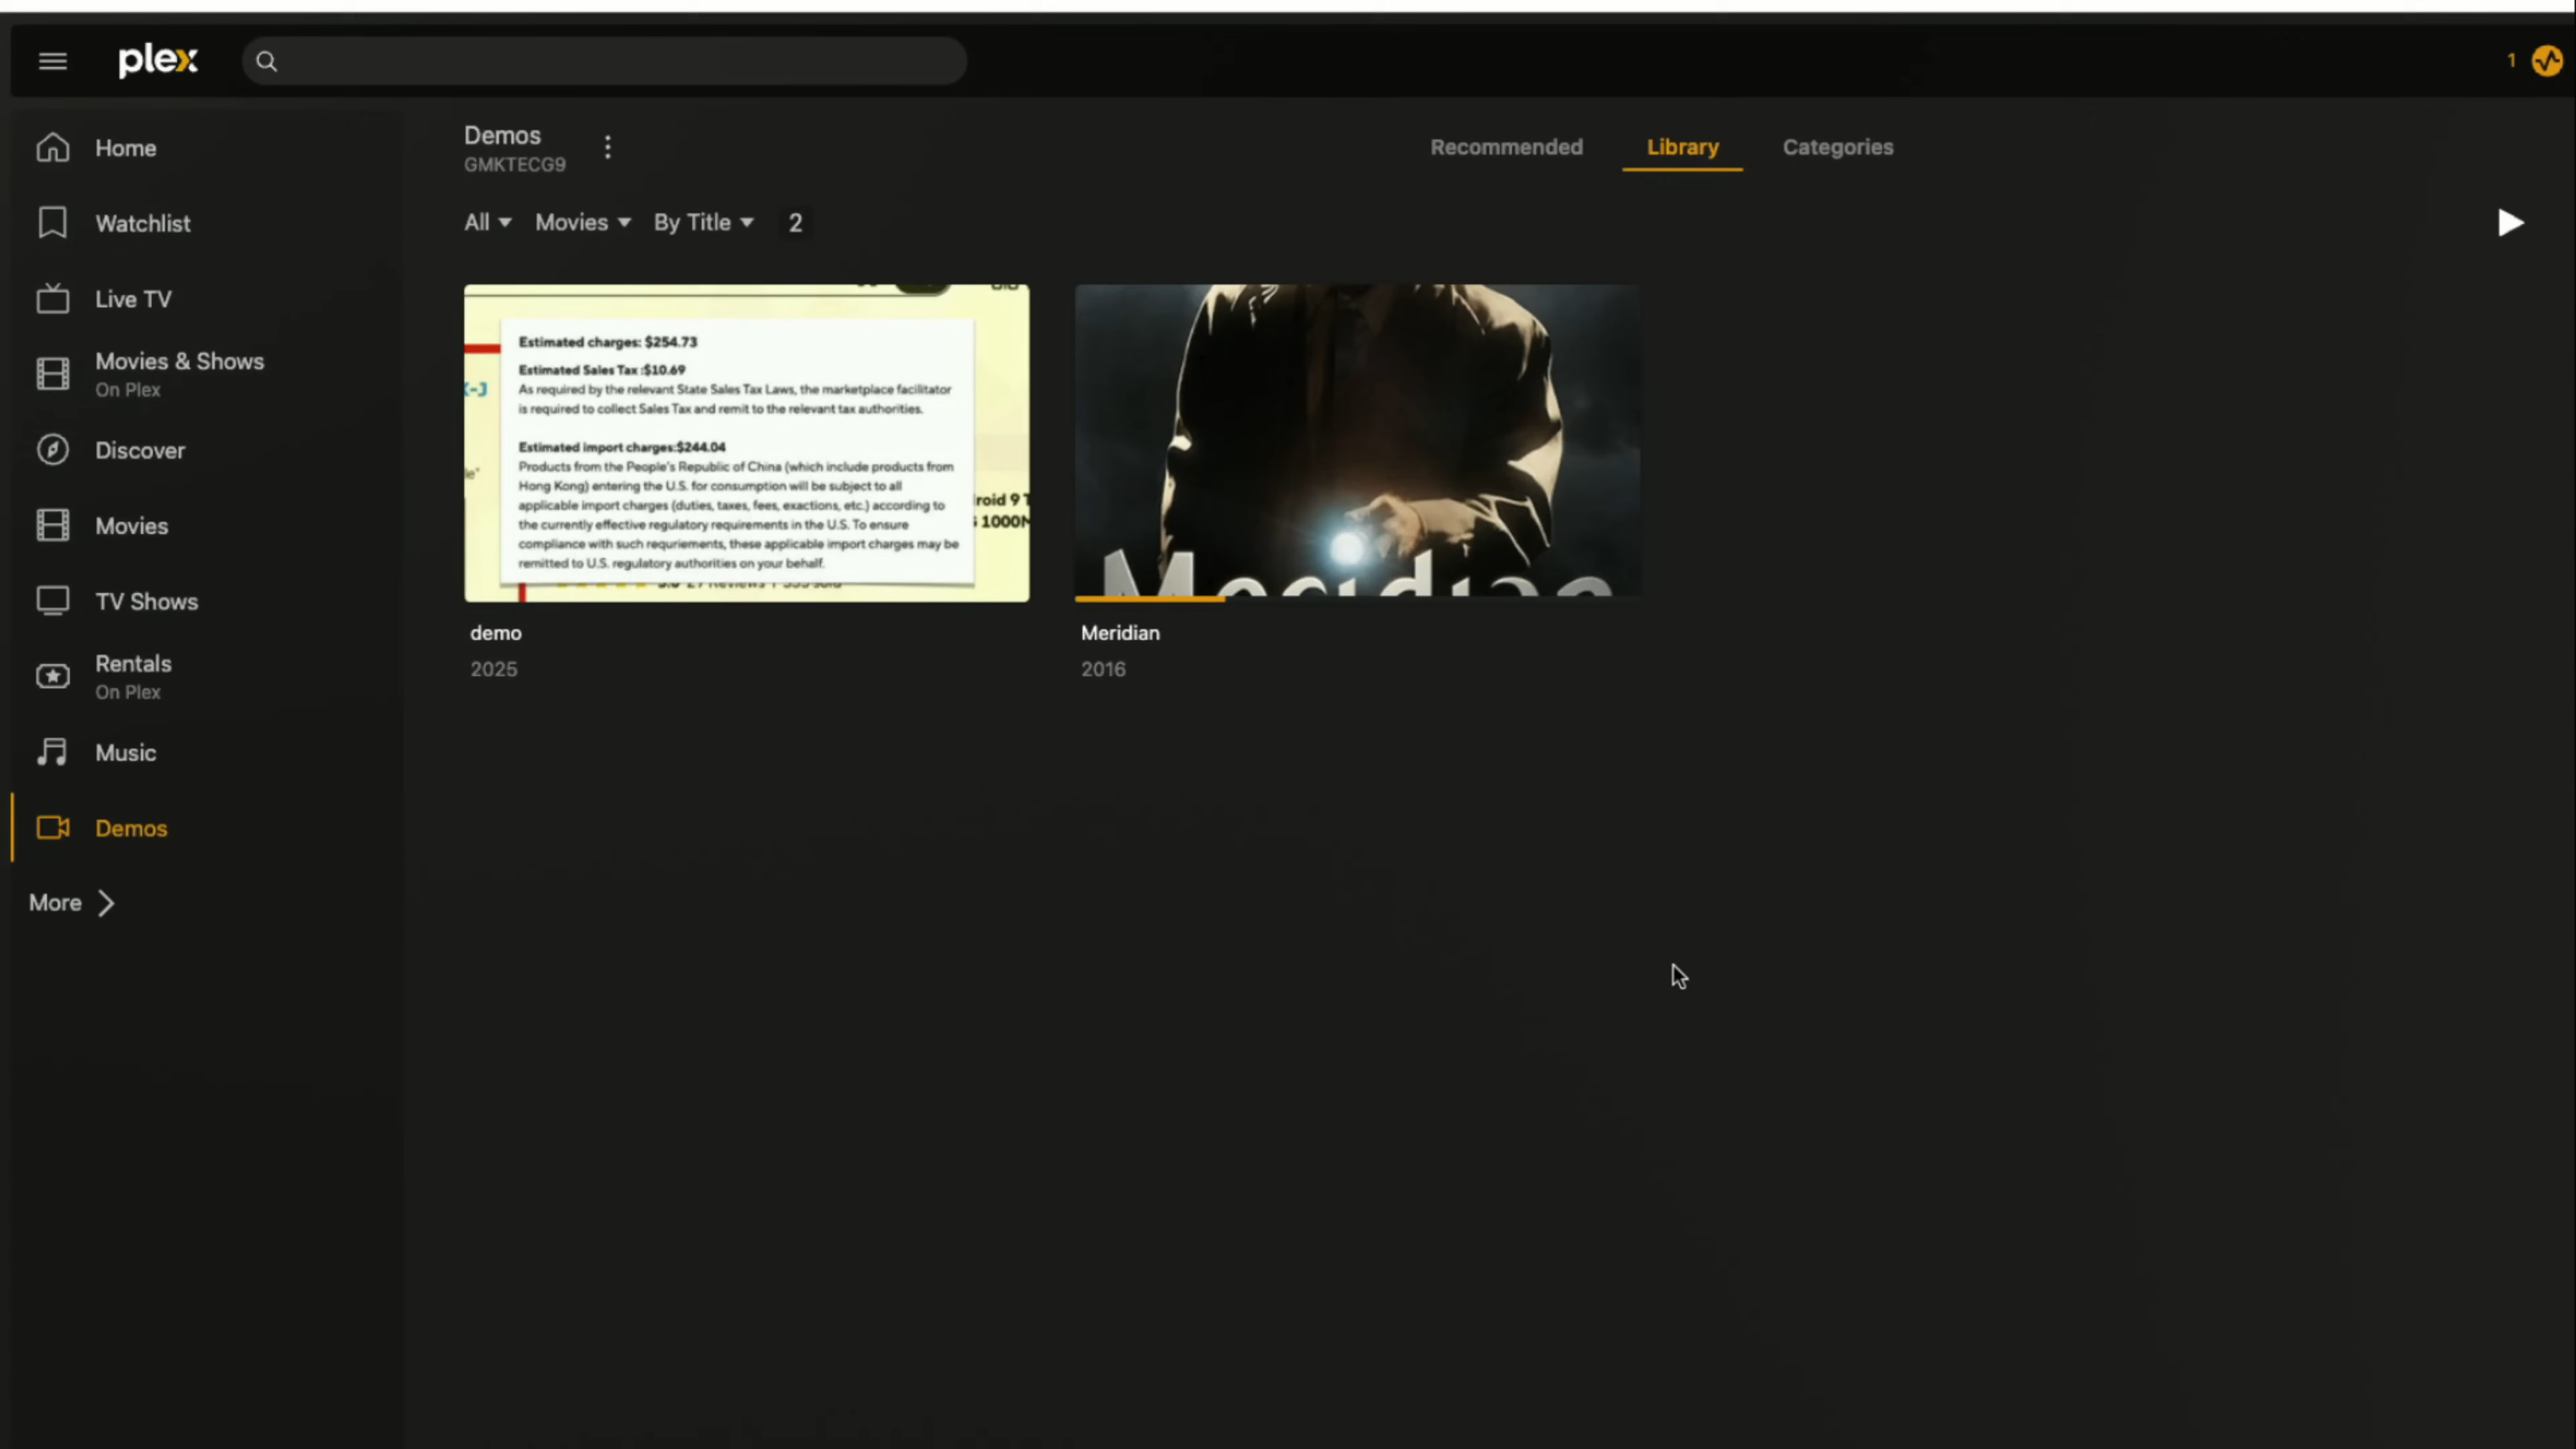 plex
1
Home
Watchlist
Live TV
Movies & Shows
On Plex
Discover
Movies
TV Shows
Rentals
On Plex
Music
Demos
More
Demos
GMKTECG9
Recommended Library Categories
All Movies By Title 2
Estimated charges: $254.73
Estimated Sales Tax :$10.69
As required by the relevant State Sales Tax Laws, the marketplace facilitator
is required to collect Sales Tax and remit to the relevant tax authorities.
Estimated import charges:$244.04
Products from the People's Republic of China (which include products from
Hong Kong) entering the U.S. for consumption will be subject to all
applicable import charges (duties, taxes, fees, exactions, etc.) according to
the currently effective regulatory requirements in the U.S. To ensure
compliance with such requriements, these applicable import charges may be
remitted to U.S. regulatory authorities on your behalf.
roid 9 T
1000M
demo
2025
Meridian
Meridian
2016